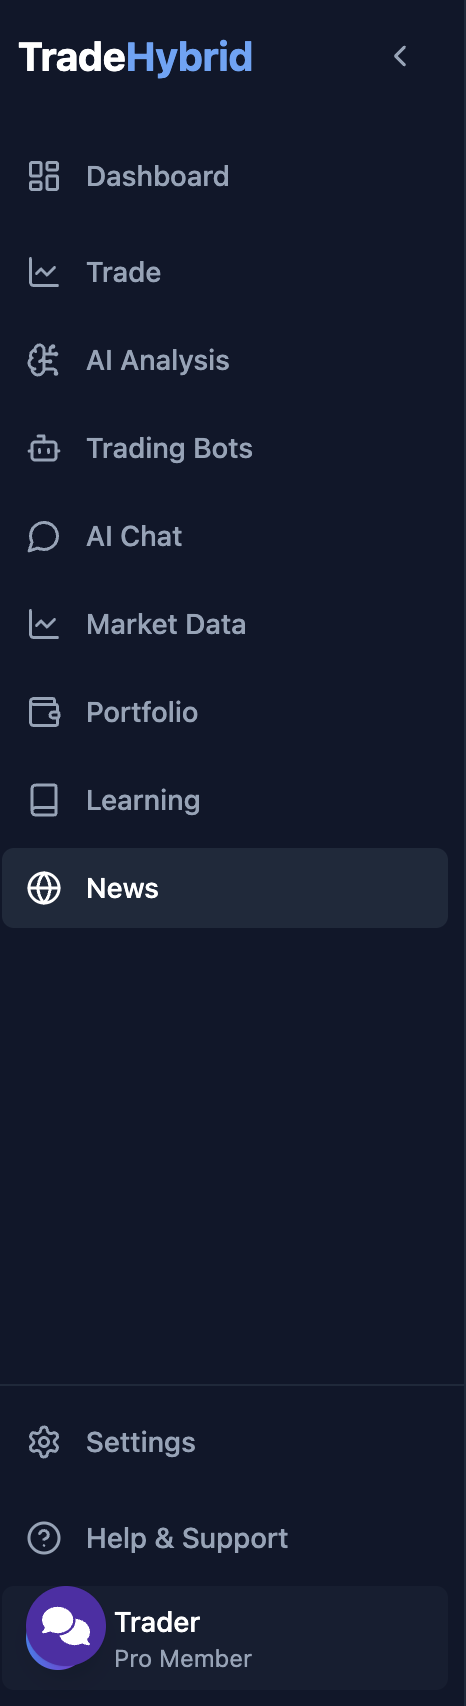 TradeHybrid
Dashboard
Trade
AI Analysis
Trading Bots
AI Chat
Market Data
Portfolio
Learning
News
Settings
Help & Support
Trader
Pro Member